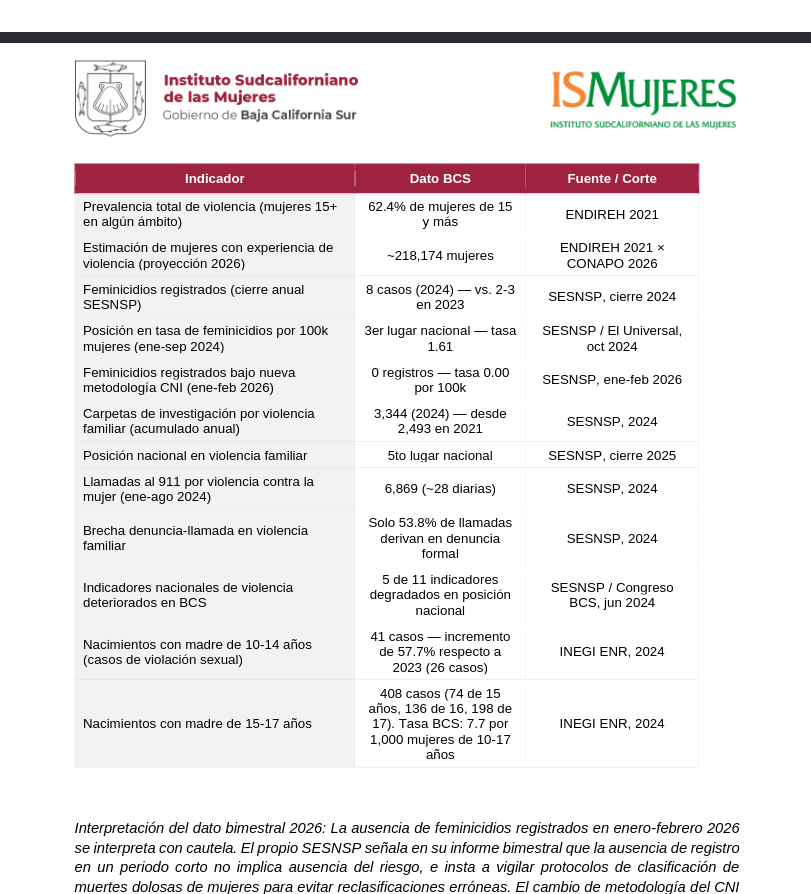 Instituto Sudcaliforniano
de las Mujeres
Gobierno de Baja California Sur
ISMUJERES
INSTITUTO SUDCALIFORNIANO DE LAS MUJERES
Indicador Dato BCS Fuente / Corte
Prevalencia total de violencia (mujeres 15+
en algún ámbito)
62.4% de mujeres de 15
y más
ENDIREH 2021
Estimación de mujeres con experiencia de
violencia (proyección 2026)
~218,174 mujeres
ENDIREH 2021 ×
CONAPO 2026
Feminicidios registrados (cierre anual
SESNSP)
8 casos (2024) — vs. 2-3
en 2023
SESNSP, cierre 2024
Posición en tasa de feminicidios por 100k
mujeres (ene-sep 2024)
3er lugar nacional — tasa
1.61
SESNSP / El Universal,
oct 2024
Feminicidios registrados bajo nueva
metodología CNI (ene-feb 2026)
0 registros — tasa 0.00
por 100k
SESNSP, ene-feb 2026
Carpetas de investigación por violencia
familiar (acumulado anual)
3,344 (2024) — desde
2,493 en 2021
SESNSP, 2024
Posición nacional en violencia familiar
5to lugar nacional
SESNSP, cierre 2025
Llamadas al 911 por violencia contra la
mujer (ene-ago 2024)
6,869 (~28 diarias)
SESNSP, 2024
Brecha denuncia-llamada en violencia
familiar
Solo 53.8% de llamadas
derivan en denuncia
formal
SESNSP, 2024
Indicadores nacionales de violencia
deteriorados en BCS
5 de 11 indicadores
degradados en posición
nacional
SESNSP / Congreso
BCS, jun 2024
Nacimientos con madre de 10-14 años
(casos de violación sexual)
41 casos — incremento
de 57.7% respecto a
2023 (26 casos)
INEGI ENR, 2024
Nacimientos con madre de 15-17 años
408 casos (74 de 15
años, 136 de 16, 198 de
17). Tasa BCS: 7.7 por
1,000 mujeres de 10-17
años
INEGI ENR, 2024
Interpretación del dato bimestral 2026: La ausencia de feminicidios registrados en enero-febrero 2026
se interpreta con cautela. El propio SESNSP señala en su informe bimestral que la ausencia de registro
en un periodo corto no implica ausencia del riesgo, e insta a vigilar protocolos de clasificación de
muertes dolosas de mujeres para evitar reclasificaciones erróneas. El cambio de metodología del CNI